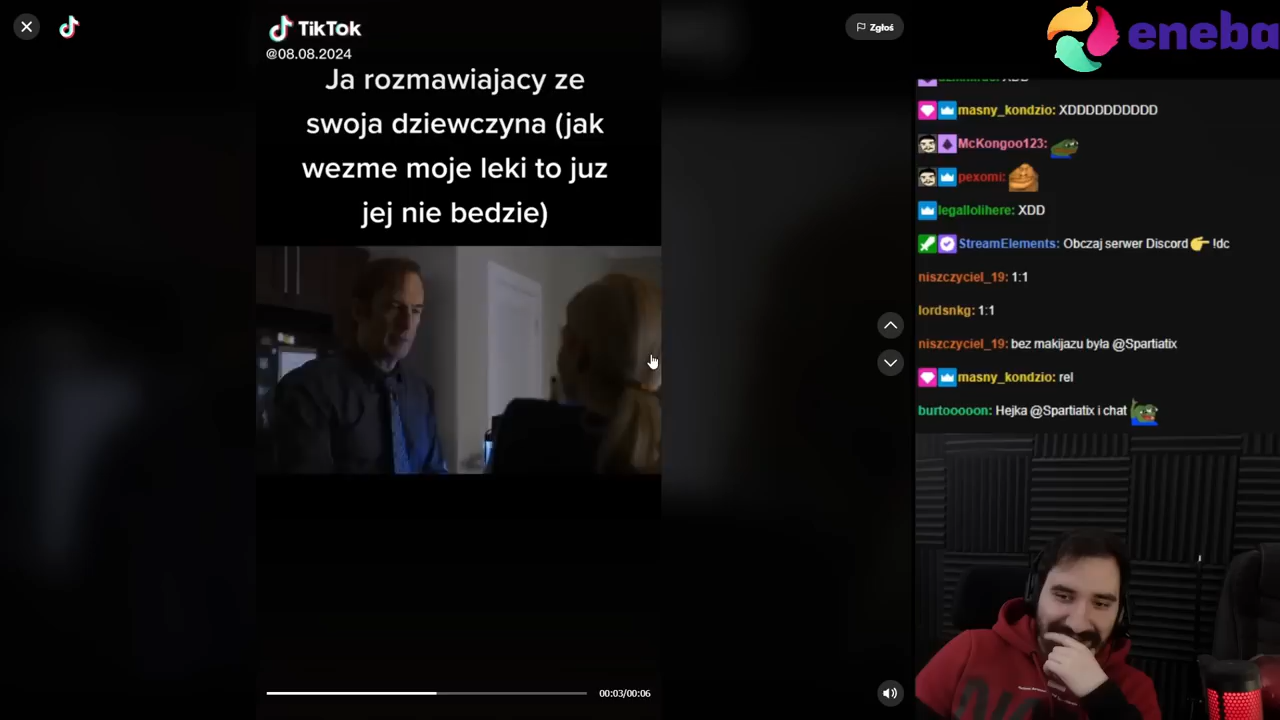 TikTok
@08.08.2024
Ja rozmawiajacy ze
swoja dziewczyna (jak
wezme moje leki to juz
jej nie bedzie)
00:03/00:06
Zgłoś
eneba
masny_kondzio: XDDDDDDDDDD
McKongoo123:
pexomi:
legallolihere: XDD
StreamElements: Obczaj serwer Discord 👉 !dc
niszczyciel_19: 1:1
lordsnkg: 1:1
niszczyciel_19: bez makijazu była @Spartiatix
masny_kondzio: rel
burtooooon: Hejka @Spartiatix i chat